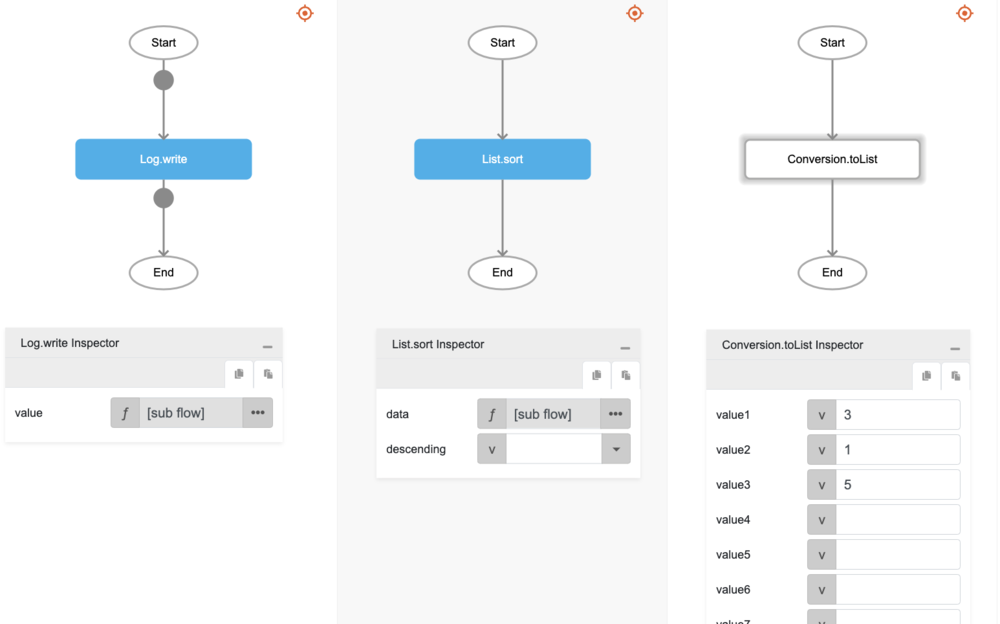 Start
Log.write
End
Log.write Inspector
value
f
[sub flow]
•••
Start
List.sort
End
List.sort Inspector
data
f
[sub flow]
•••
descending
v
Start
Conversion.toList
End
Conversion.toList Inspector
value1
v
3
value2
v
1
value3
v
5
value4
v
value5
v
value6
v
value7